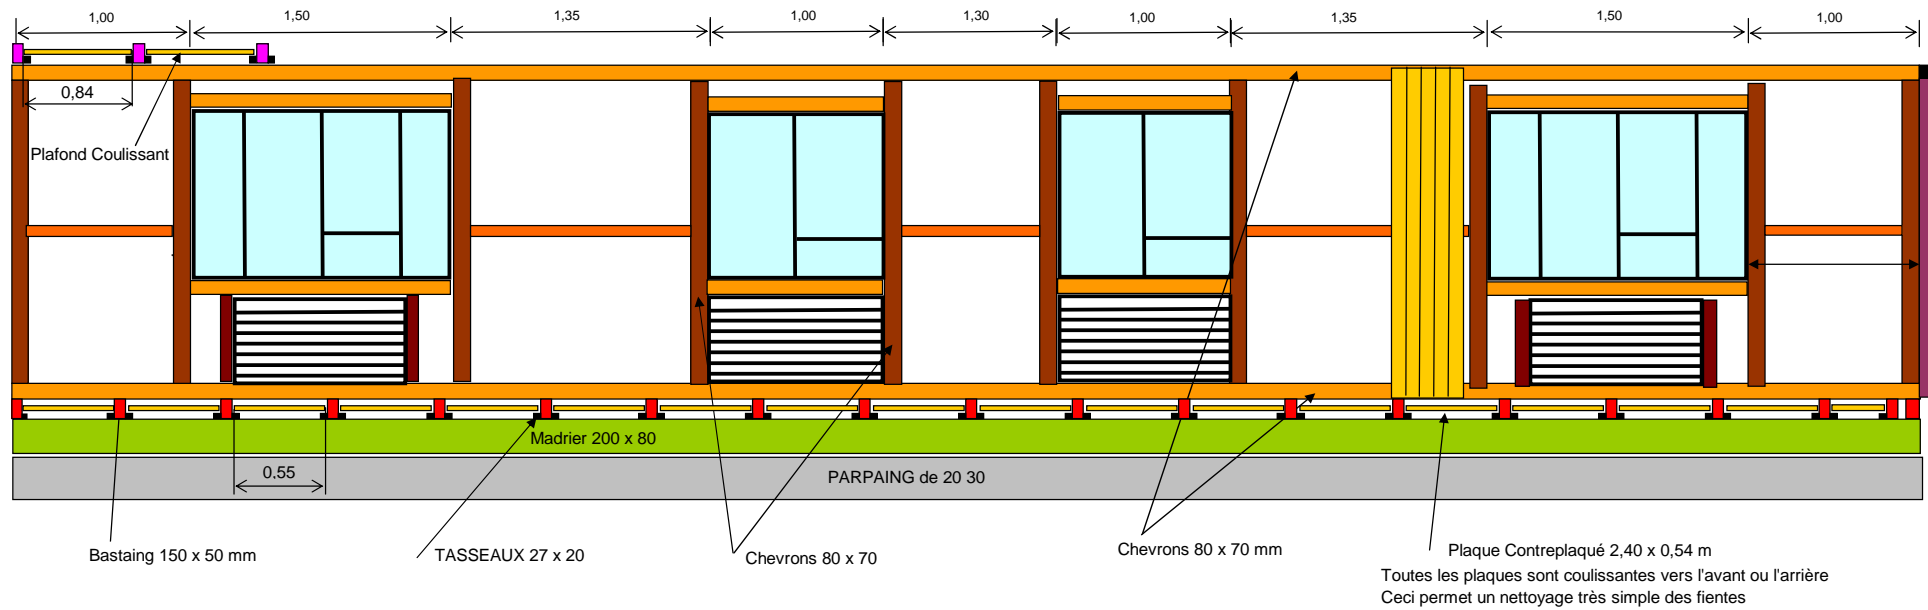 1,00 1,50 1,35 1,00 1,30 1,00 1,35 1,50 1,00
0,84
Plafond Coulissant
Madrier 200 x 80
0,55
PARPAING de 20 30
Bastaing 150 x 50 mm
TASSEAUX 27 x 20
Chevrons 80 x 70
Chevrons 80 x 70 mm
Plaque Contreplaqué 2,40 x 0,54 m
Toutes les plaques sont coulissantes vers l'avant ou l'arrière
Ceci permet un nettoyage très simple des fientes